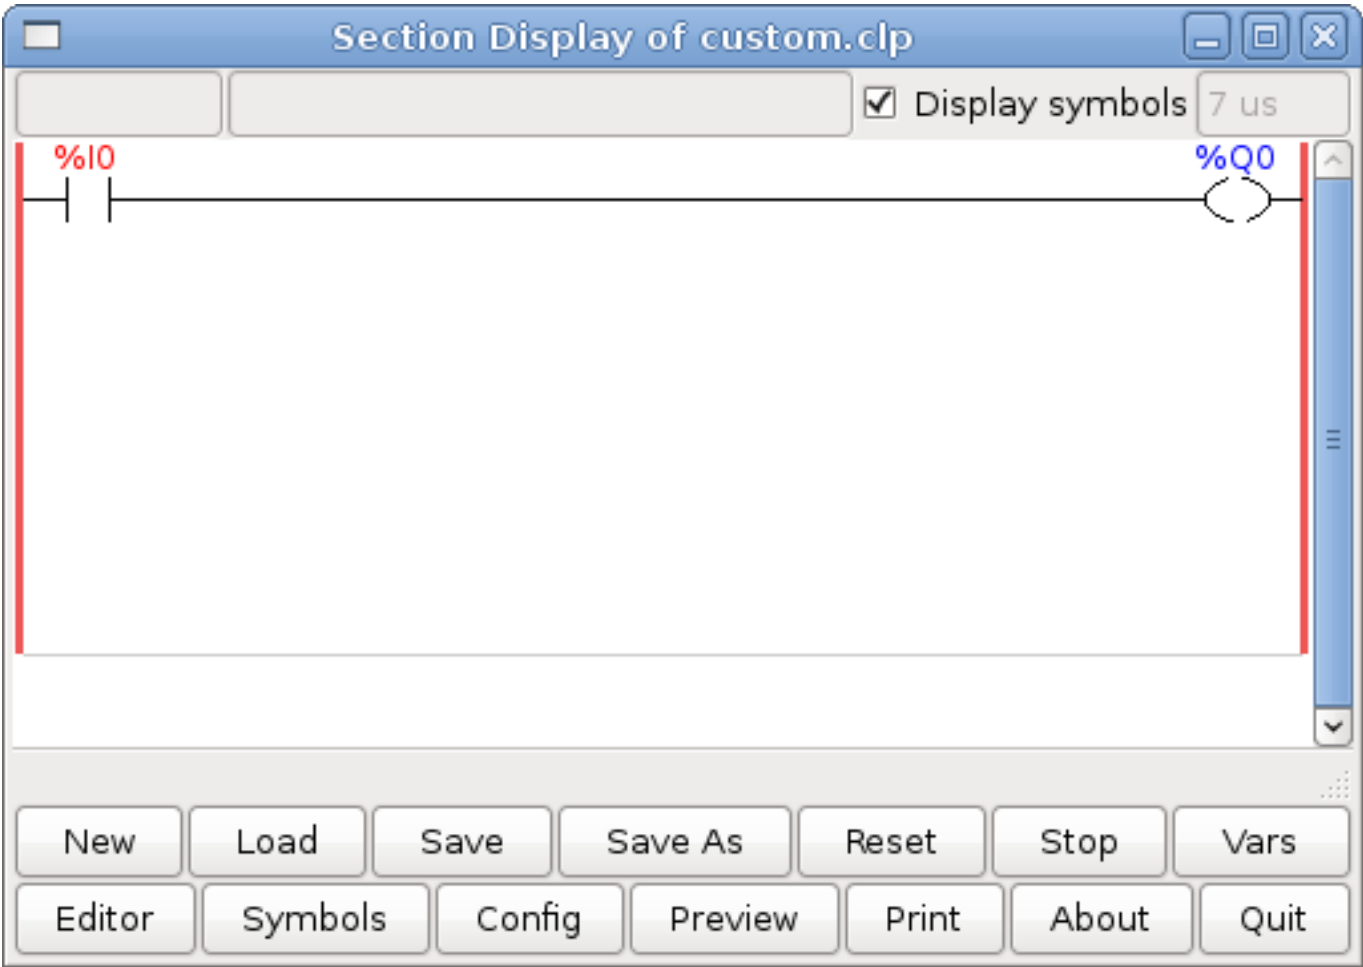 Section Display of custom.clp
Display symbols 7 us
%I0 %Q0
New Load Save Save As Reset Stop Vars
Editor Symbols Config Preview Print About Quit